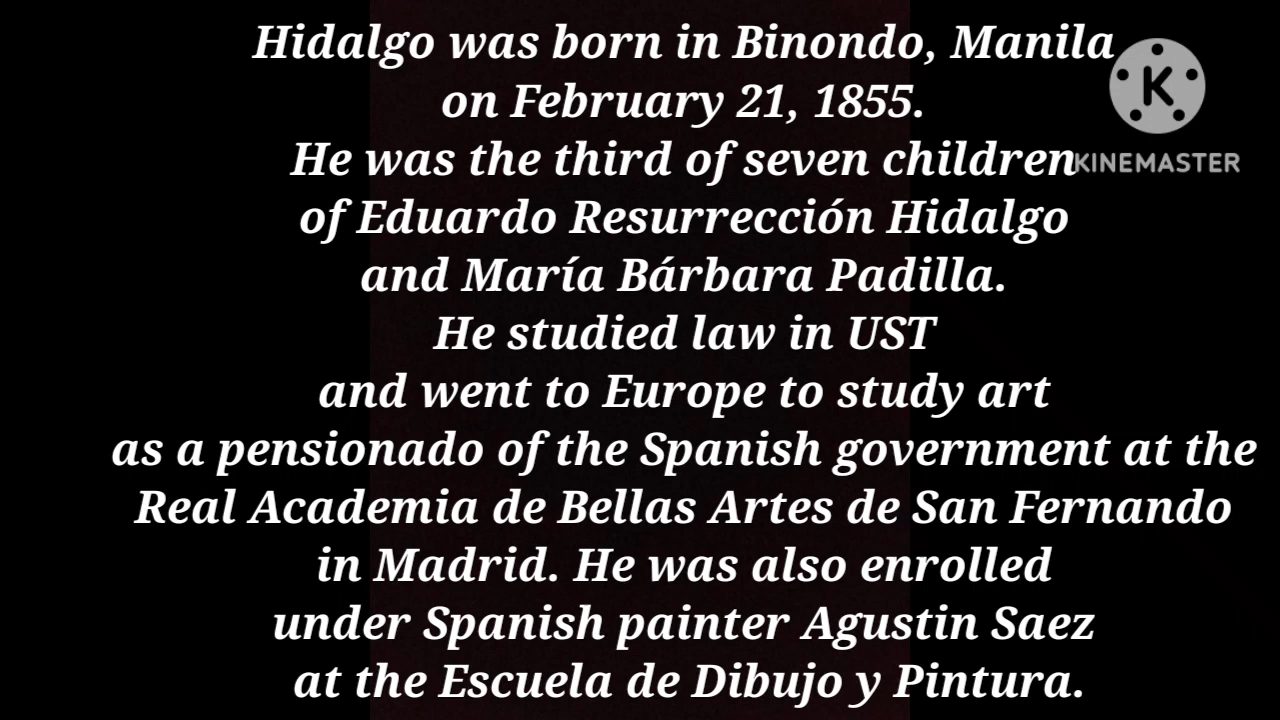 Hidalgo was born in Binondo, Manila
on February 21, 1855.
He was the third of seven children
of Eduardo Resurrección Hidalgo
and María Bárbara Padilla.
He studied law in UST
and went to Europe to study art
as a pensionado of the Spanish government at the
Real Academia de Bellas Artes de San Fernando
in Madrid. He was also enrolled
under Spanish painter Agustin Saez
at the Escuela de Dibujo y Pintura.
K
KINEMASTER